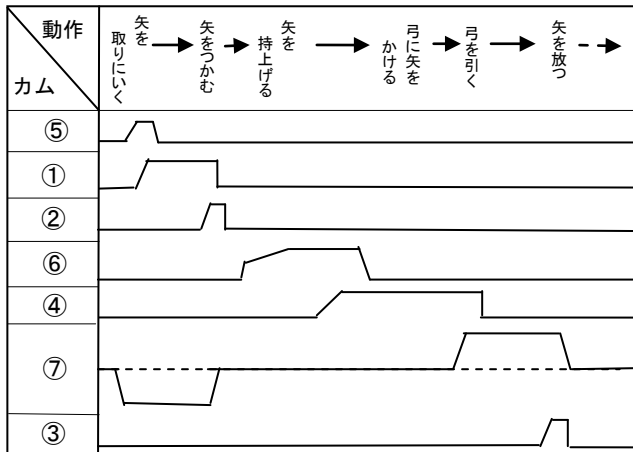 動作
カム
矢を
取りにいく
矢をつかむ
矢を
持上げる
弓に矢を
かける
弓を引く
矢を放つ
⑤
①
②
⑥
④
⑦
③